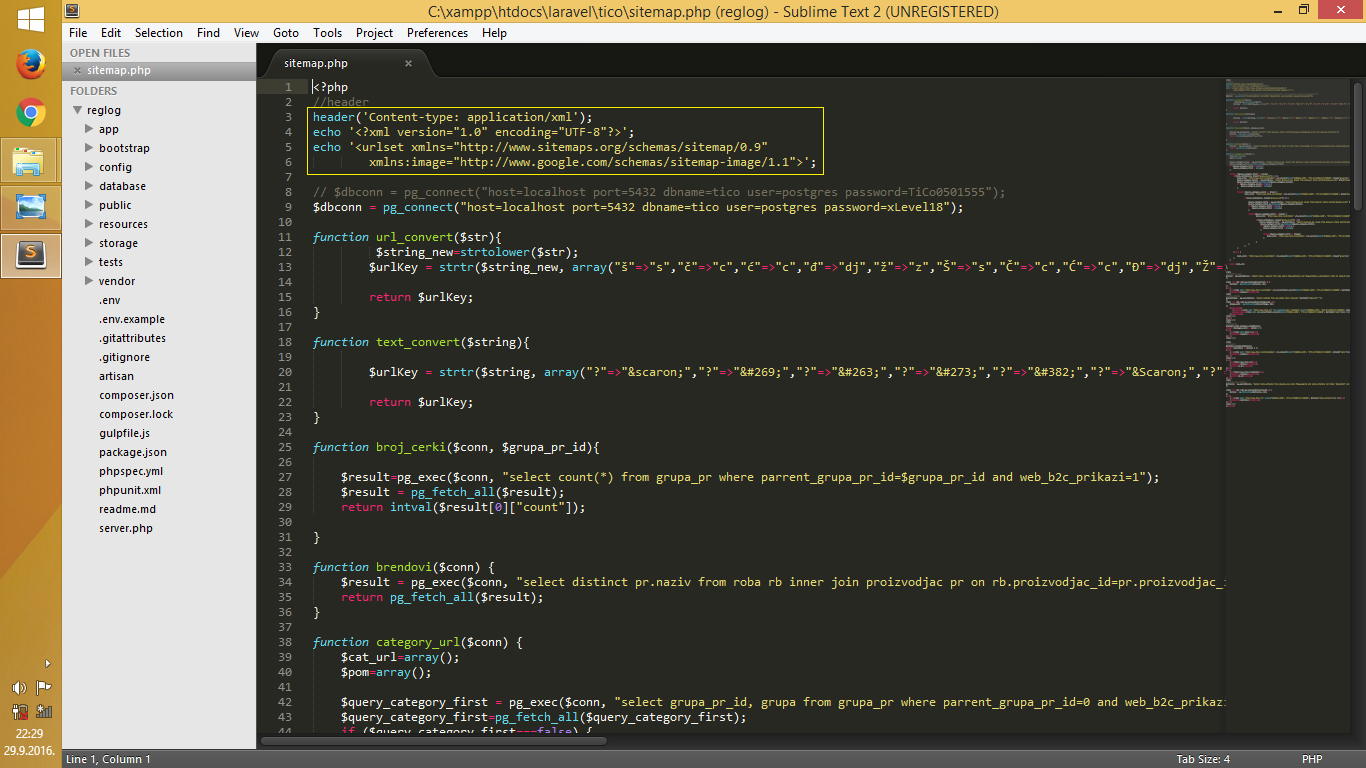 C:\xampp\htdocs\laravel\tico\sitemap.php (reglog) - Sublime Text 2 (UNREGISTERED)
File Edit Selection Find View Goto Tools Project Preferences Help
OPEN FILES
sitemap.php
FOLDERS
reglog
app
bootstrap
config
database
public
resources
storage
tests
vendor
.env
.env.example
.gitattributes
.gitignore
artisan
composer.json
composer.lock
gulpfile.js
package.json
phpspec.yml
phpunit.xml
readme.md
server.php
sitemap.php
1 <?php
2 //header
3 header('Content-type: application/xml');
4 echo '<?xml version="1.0" encoding="UTF-8"?>';
5 echo '<urlset xmlns="http://www.sitemaps.org/schemas/sitemap/0.9"
6 xmlns:image="http://www.google.com/schemas/sitemap-image/1.1">';
7
8 // $dbconn = pg_connect("host=localhost port=5432 dbname=tico user=postgres password=TiCo0501555");
9 $dbconn = pg_connect("host=localhost port=5432 dbname=tico user=postgres password=xLevel18");
10
11 function url_convert($str){
12 $string_new=strtolower($str);
13 $urlKey = strtr($string_new, array("š"=>"s","č"=>"c","ć"=>"c","đ"=>"dj","ž"=>"z","Š"=>"s","Č"=>"c","Ć"=>"c","Đ"=>"dj","Ž"=
14
15 return $urlKey;
16 }
17
18 function text_convert($string){
19
20 $urlKey = strtr($string, array("?"=>"&scaron;","?"=>"&#269;","?"=>"&#263;","?"=>"&#273;","?"=>"&#382;","?"=>"&Scaron;","?"
21
22 return $urlKey;
23 }
24
25 function broj_cerki($conn, $grupa_pr_id){
26
27 $result=pg_exec($conn, "select count(*) from grupa_pr where parrent_grupa_pr_id=$grupa_pr_id and web_b2c_prikazi=1");
28 $result = pg_fetch_all($result);
29 return intval($result[0]["count"]);
30
31 }
32
33 function brendovi($conn) {
34 $result = pg_exec($conn, "select distinct pr.naziv from roba rb inner join proizvodjac pr on rb.proizvodjac_id=pr.proizvodjac_i
35 return pg_fetch_all($result);
36 }
37
38 function category_url($conn) {
39 $cat_url=array();
40 $pom=array();
41
42 $query_category_first = pg_exec($conn, "select grupa_pr_id, grupa from grupa_pr where parrent_grupa_pr_id=0 and web_b2c_prikazi
43 $query_category_first=pg_fetch_all($query_category_first);
44 if ($query_category_first===false) {
22:29
29.9.2016.
Line 1, Column 1
Tab Size: 4
PHP